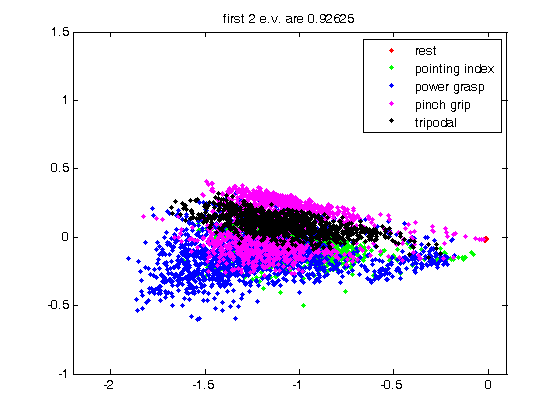 first 2 e.v. are 0.92625
1.5
rest
pointing index
power grasp
pinch grip
tripodal
1
0.5
0
-0.5
-1
-2
-1.5
-1
-0.5
0